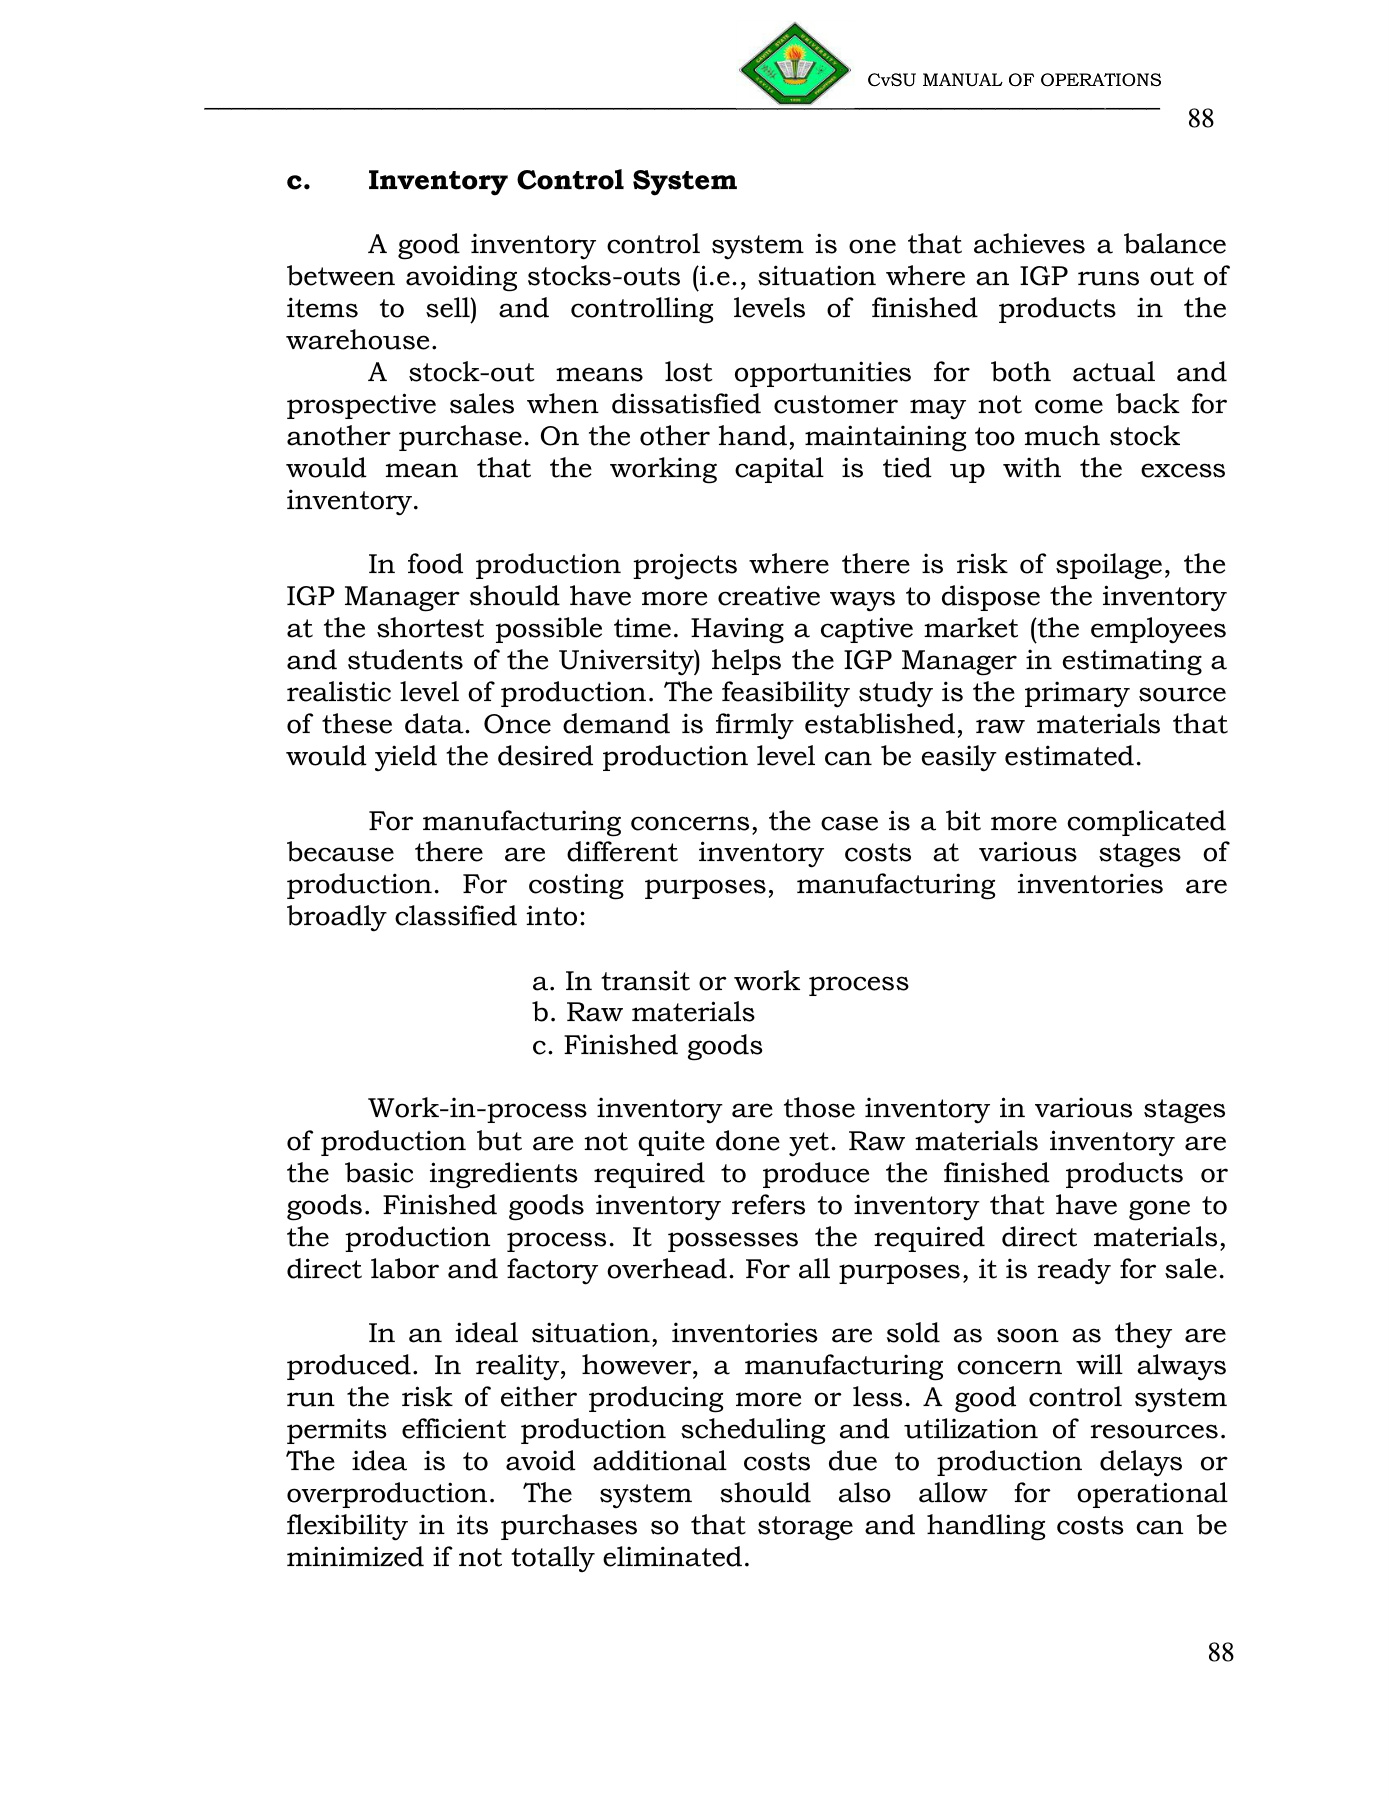 CvSU MANUAL OF OPERATIONS
88
c. Inventory Control System
A good inventory control system is one that achieves a balance
between avoiding stocks-outs (i.e., situation where an IGP runs out of
items to sell) and controlling levels of finished products in the
warehouse.
A stock-out means lost opportunities for both actual and
prospective sales when dissatisfied customer may not come back for
another purchase. On the other hand, maintaining too much stock
would mean that the working capital is tied up with the excess
inventory.
In food production projects where there is risk of spoilage, the
IGP Manager should have more creative ways to dispose the inventory
at the shortest possible time. Having a captive market (the employees
and students of the University) helps the IGP Manager in estimating a
realistic level of production. The feasibility study is the primary source
of these data. Once demand is firmly established, raw materials that
would yield the desired production level can be easily estimated.
For manufacturing concerns, the case is a bit more complicated
because there are different inventory costs at various stages of
production. For costing purposes, manufacturing inventories are
broadly classified into:
a. In transit or work process
b. Raw materials
c. Finished goods
Work-in-process inventory are those inventory in various stages
of production but are not quite done yet. Raw materials inventory are
the basic ingredients required to produce the finished products or
goods. Finished goods inventory refers to inventory that have gone to
the production process. It possesses the required direct materials,
direct labor and factory overhead. For all purposes, it is ready for sale.
In an ideal situation, inventories are sold as soon as they are
produced. In reality, however, a manufacturing concern will always
run the risk of either producing more or less. A good control system
permits efficient production scheduling and utilization of resources.
The idea is to avoid additional costs due to production delays or
overproduction. The system should also allow for operational
flexibility in its purchases so that storage and handling costs can be
minimized if not totally eliminated.
88